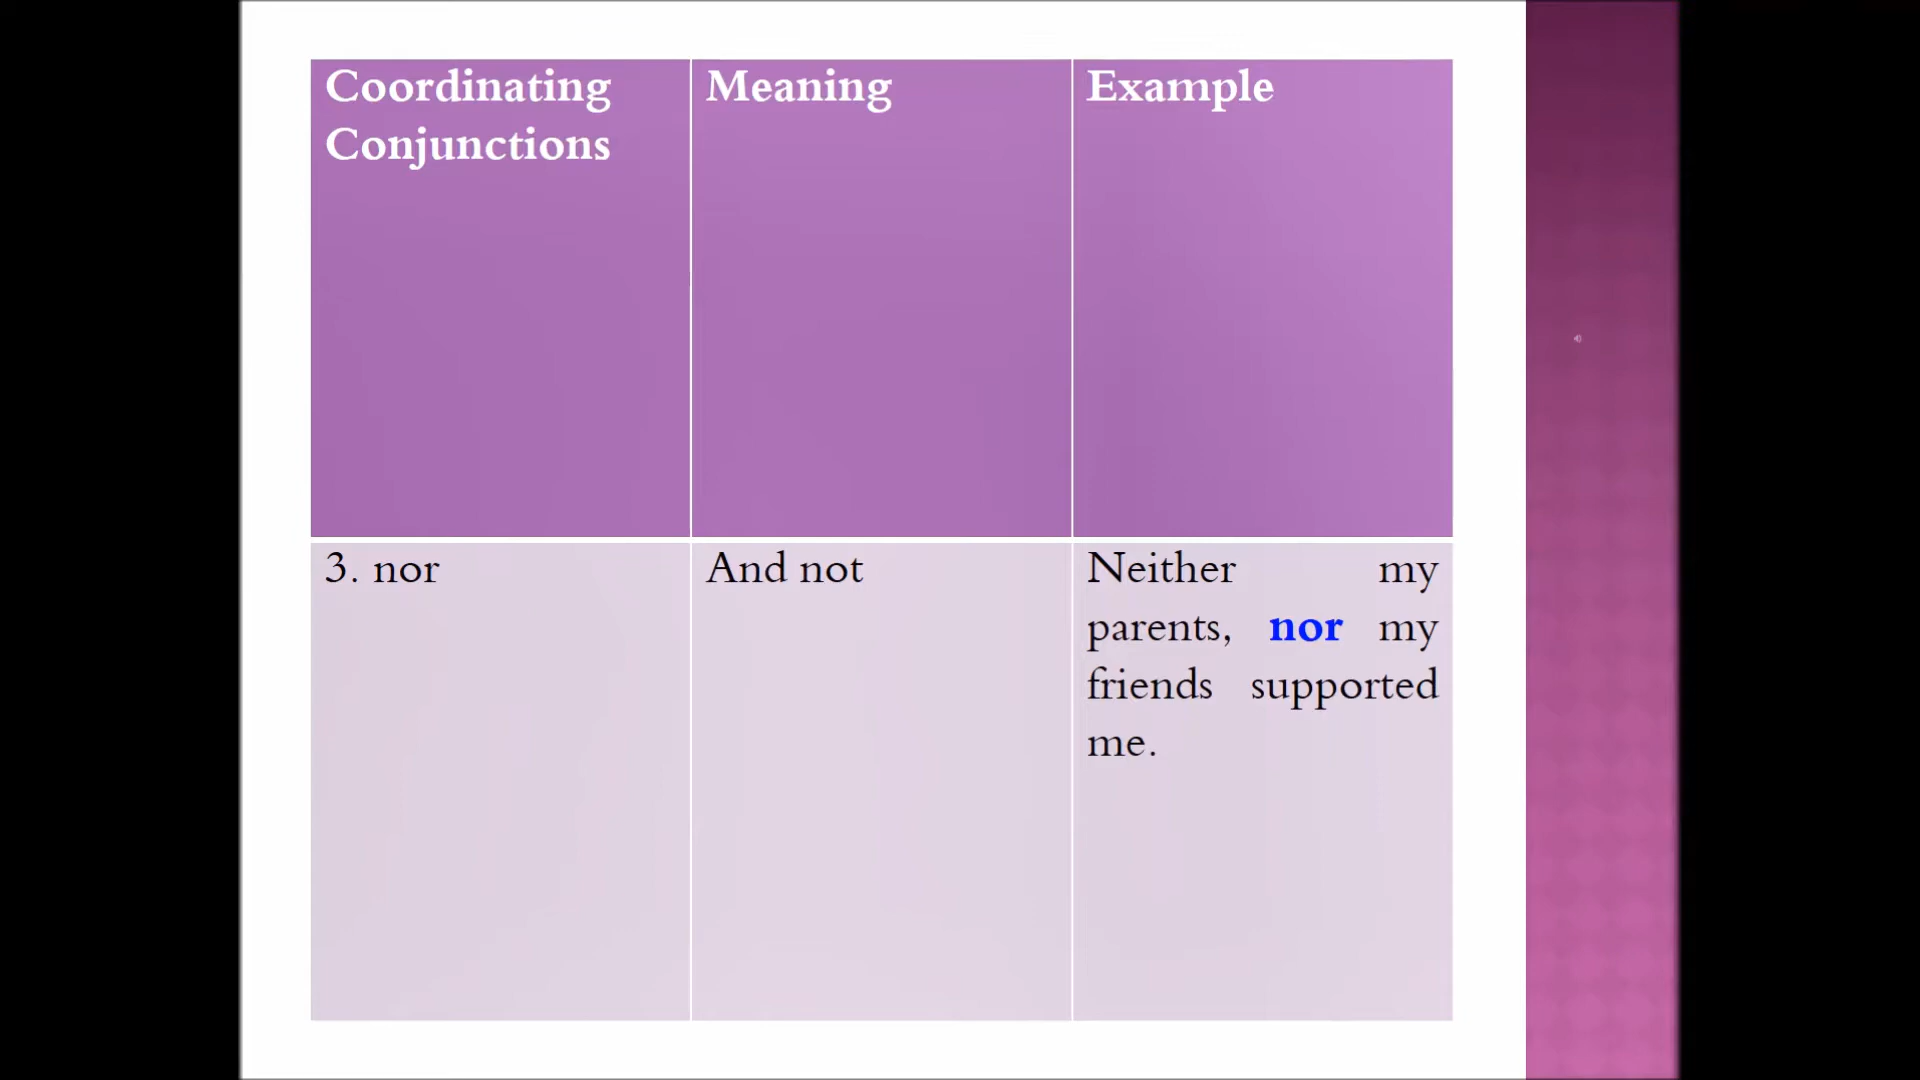 Coordinating
Conjunctions
Meaning
Example
3. nor
And not
Neither my
parents, nor my
friends supported
me.